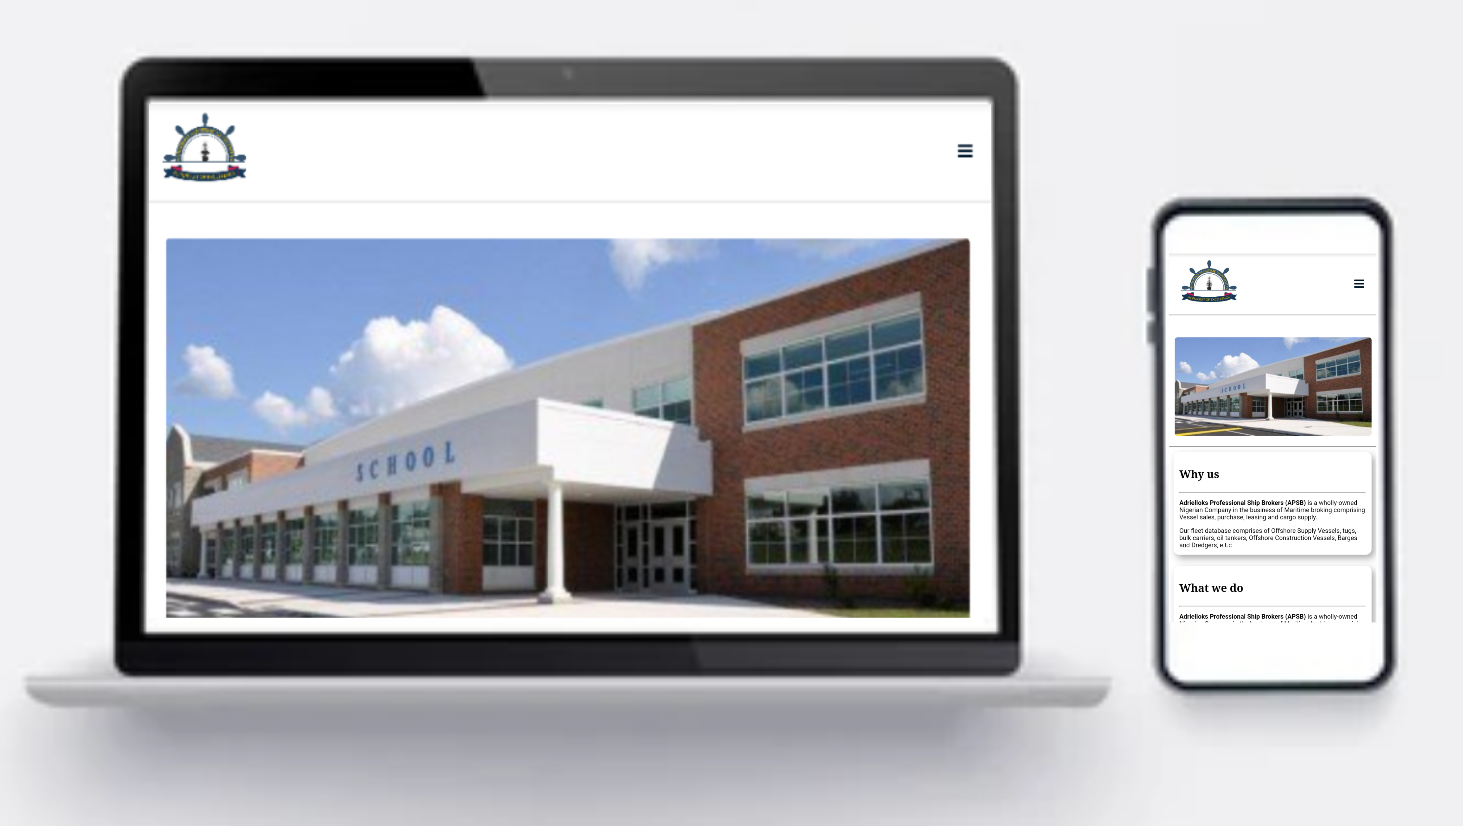 SCHOOL
SCHOOL
Why us
Adrielloks Professional Ship Brokers (APSB) is a wholly-owned
Nigerian Company in the business of Maritime broking comprising
Vessel sales, purchase, leasing and cargo supply.
Our fleet database comprises of Offshore Supply Vessels, tugs,
bulk carriers, oil tankers, Offshore Construction Vessels, Barges
and Dredgers, e.t.c
What we do
Adrielloks Professional Ship Brokers (APSB) is a wholly-owned